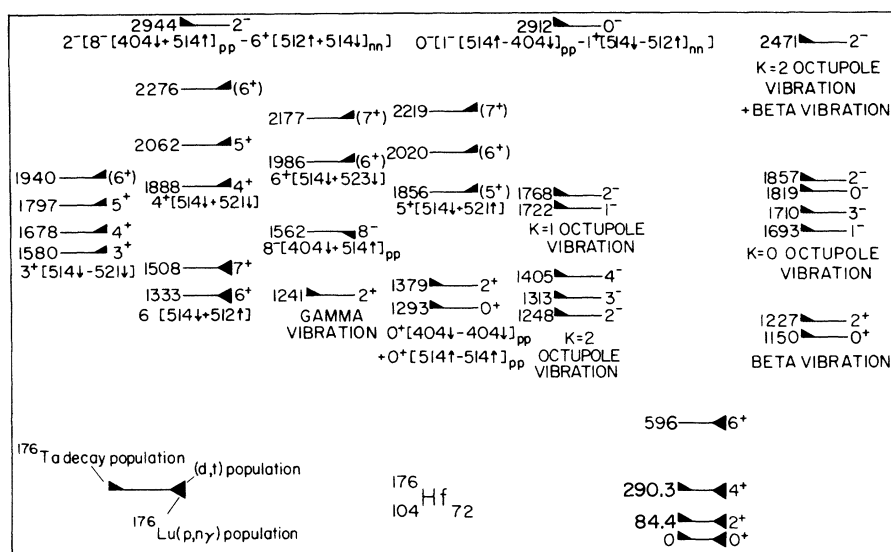 2944 2⁻
2⁻[8⁻[404↓+514↑]pp -6⁺[512↑+514↓]nn]
2912 0⁻
0⁻[1⁻[514↑-404↓]pp-1⁺[514↓-512↑]nn]
2471 2⁻
K=2 OCTUPOLE
VIBRATION
+BETA VIBRATION
2276 (6⁺)
2062 5⁺
1888 4⁺
4⁺[514↓+521↓]
2177 (7⁺)
1986 (6⁺)
6⁺[514↓+523↓]
2219 (7⁺)
2020 (6⁺)
1856 (5⁺)
5⁺[514↓+521↑]
1940 (6⁺)
1797 5⁺
1678 4⁺
1580 3⁺
3⁺[514↓-521↓]
1768 2⁻
1722 1⁻
K=1 OCTUPOLE
VIBRATION
1857 2⁻
1819 0⁻
1710 3⁻
1693 1⁻
K=0 OCTUPOLE
VIBRATION
1562 8⁻
8⁻[404↓+514↑]pp
1508 7⁺
1333 6⁺
6 [514↓+512↑]
1241 2⁺
GAMMA
VIBRATION
1379 2⁺
1293 0⁺
0⁺[404↓-404↓]pp
+0⁺[514↑-514↑]pp
1405 4⁻
1313 3⁻
1248 2⁻
K=2
OCTUPOLE
VIBRATION
1227 2⁺
1150 0⁺
BETA VIBRATION
596 6⁺
290.3 4⁺
84.4 2⁺
0 0⁺
¹⁷⁶Ta decay population
(d,t) population
¹⁷⁶Lu(p,nγ) population
¹⁷⁶₁₀₄Hf₇₂